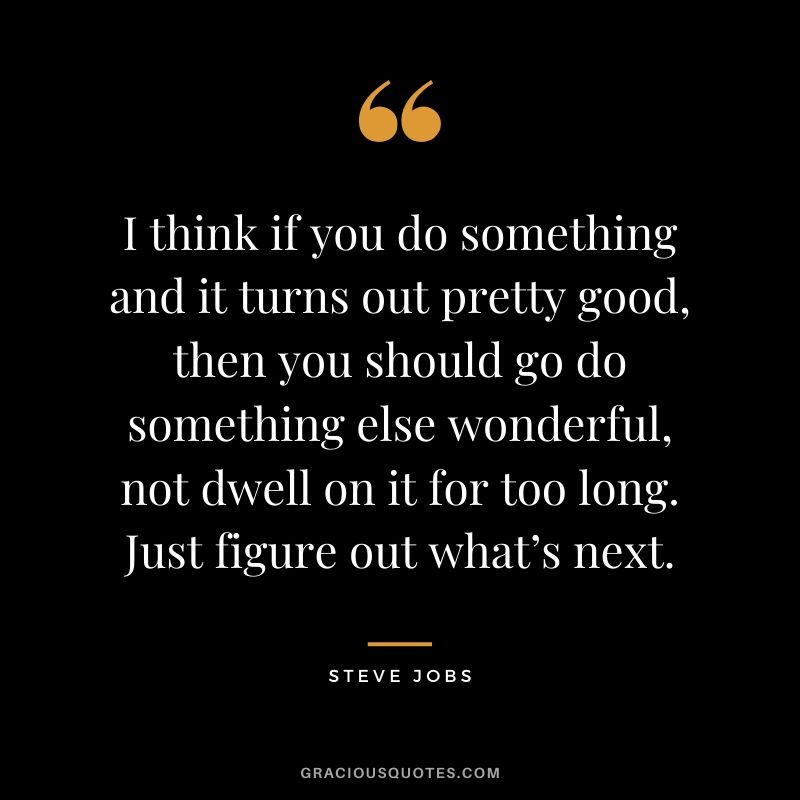 “
I think if you do something
and it turns out pretty good,
then you should go do
something else wonderful,
not dwell on it for too long.
Just figure out what’s next.
STEVE JOBS
GRACIOUSQUOTES.COM